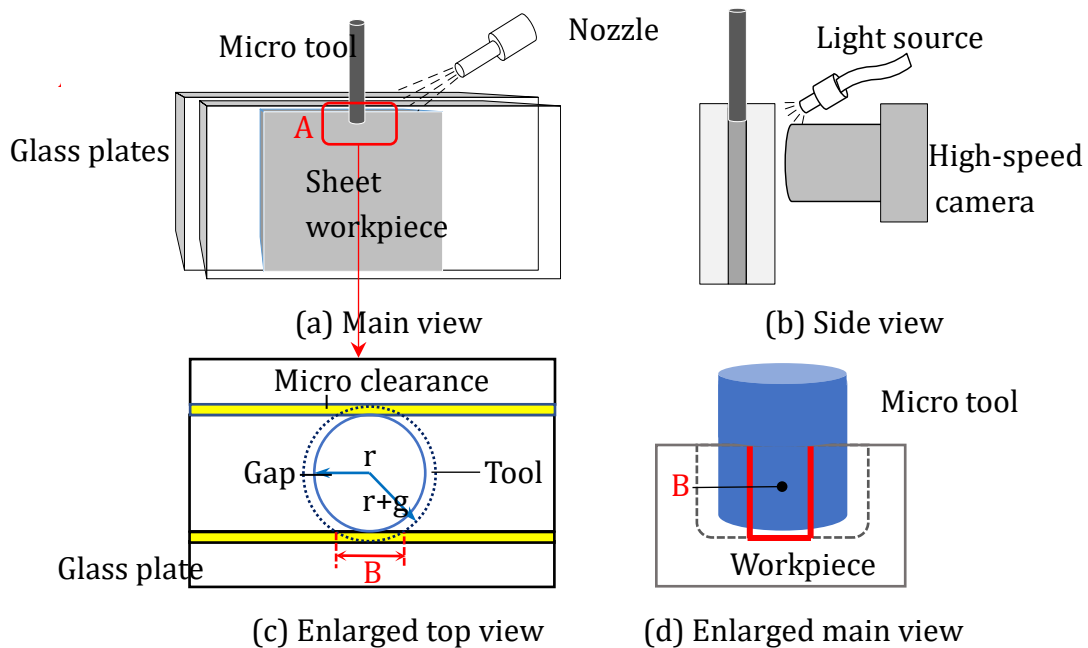 Micro tool
Nozzle
Light source
A
Glass plates
Sheet
workpiece
High-speed
camera
(a) Main view
(b) Side view
Micro clearance
Micro tool
Gap
r
Tool
r+g
B
B
Glass plate
Workpiece
(c) Enlarged top view
(d) Enlarged main view